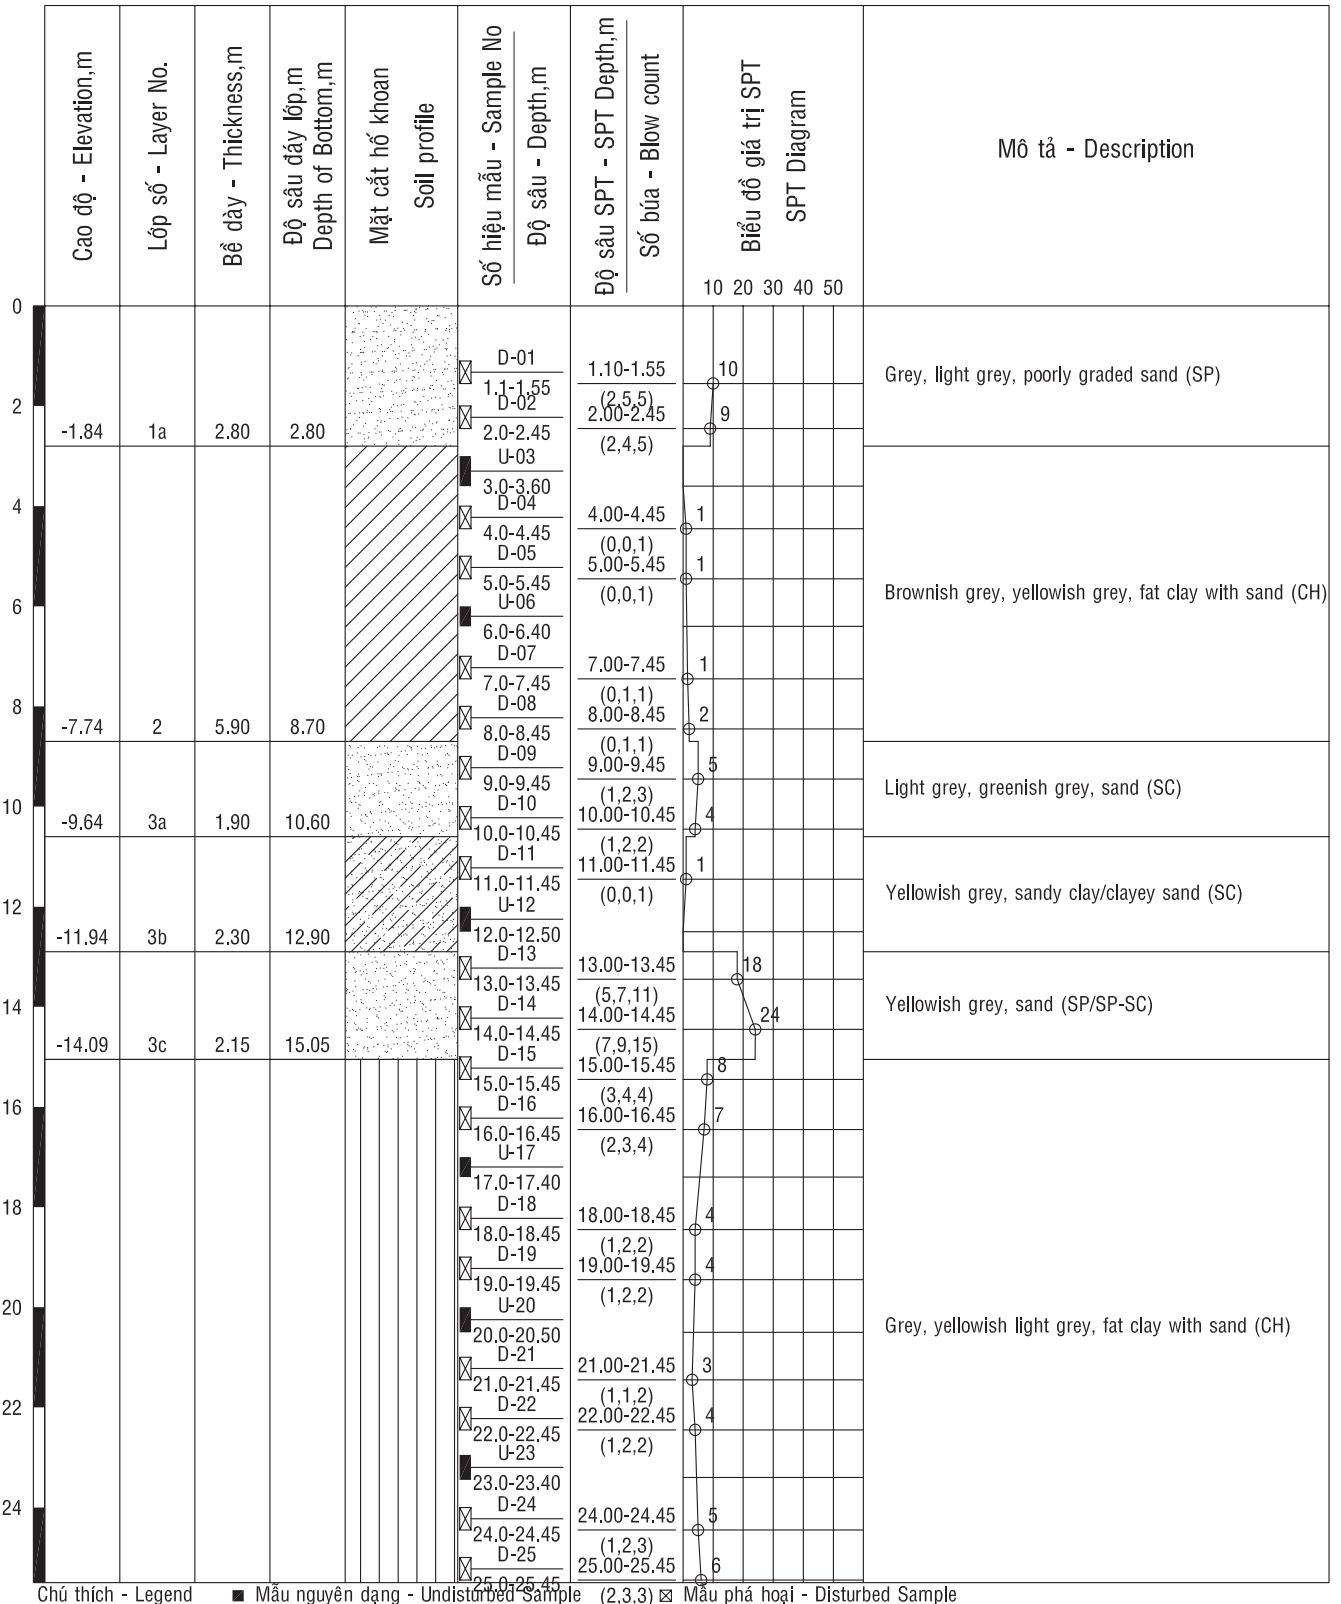 Cao độ - Elevation,m
Lớp số - Layer No.
Bề dày - Thickness,m
Độ sâu đáy lớp,m
Depth of Bottom,m
Mặt cắt hố khoan
Soil profile
Số hiệu mẫu - Sample No
Độ sâu - Depth,m
Độ sâu SPT - SPT Depth,m
Số búa - Blow count
Biểu đồ giá trị SPT
SPT Diagram
Mô tả - Description
10 20 30 40 50
0
D-01
1.10-1.55
10
Grey, light grey, poorly graded sand (SP)
1.1-1.55
(2,5,5)
D-02
2.00-2.45
9
2
-1.84 1a 2.80 2.80
2.0-2.45
(2,4,5)
U-03
3.0-3.60
4
D-04
4.00-4.45
1
4.0-4.45
(0,0,1)
D-05
5.00-5.45
1
5.0-5.45
(0,0,1)
Brownish grey, yellowish grey, fat clay with sand (CH)
6
U-06
6.0-6.40
D-07
7.00-7.45
1
7.0-7.45
(0,1,1)
8
D-08
8.00-8.45
2
-7.74 2 5.90 8.70
8.0-8.45
(0,1,1)
D-09
9.00-9.45
5
Light grey, greenish grey, sand (SC)
9.0-9.45
(1,2,3)
10
D-10
10.00-10.45
4
-9.64 3a 1.90 10.60
10.0-10.45
(1,2,2)
D-11
11.00-11.45
1
11.0-11.45
(0,0,1)
Yellowish grey, sandy clay/clayey sand (SC)
12
U-12
-11.94 3b 2.30 12.90
12.0-12.50
D-13
13.00-13.45
18
13.0-13.45
(5,7,11)
Yellowish grey, sand (SP/SP-SC)
14
D-14
14.00-14.45
24
-14.09 3c 2.15 15.05
14.0-14.45
(7,9,15)
D-15
15.00-15.45
8
15.0-15.45
(3,4,4)
16
D-16
16.00-16.45
7
16.0-16.45
(2,3,4)
U-17
17.0-17.40
18
D-18
18.00-18.45
4
18.0-18.45
(1,2,2)
D-19
19.00-19.45
4
19.0-19.45
(1,2,2)
20
U-20
20.0-20.50
Grey, yellowish light grey, fat clay with sand (CH)
D-21
21.00-21.45
3
21.0-21.45
(1,1,2)
22
D-22
22.00-22.45
4
22.0-22.45
(1,2,2)
U-23
23.0-23.40
24
D-24
24.00-24.45
5
24.0-24.45
(1,2,3)
D-25
25.00-25.45
6
25.0-25.45
(2,3,3)
Chú thích - Legend Mẫu nguyên dạng - Undisturbed Sample Mẫu phá hoại - Disturbed Sample